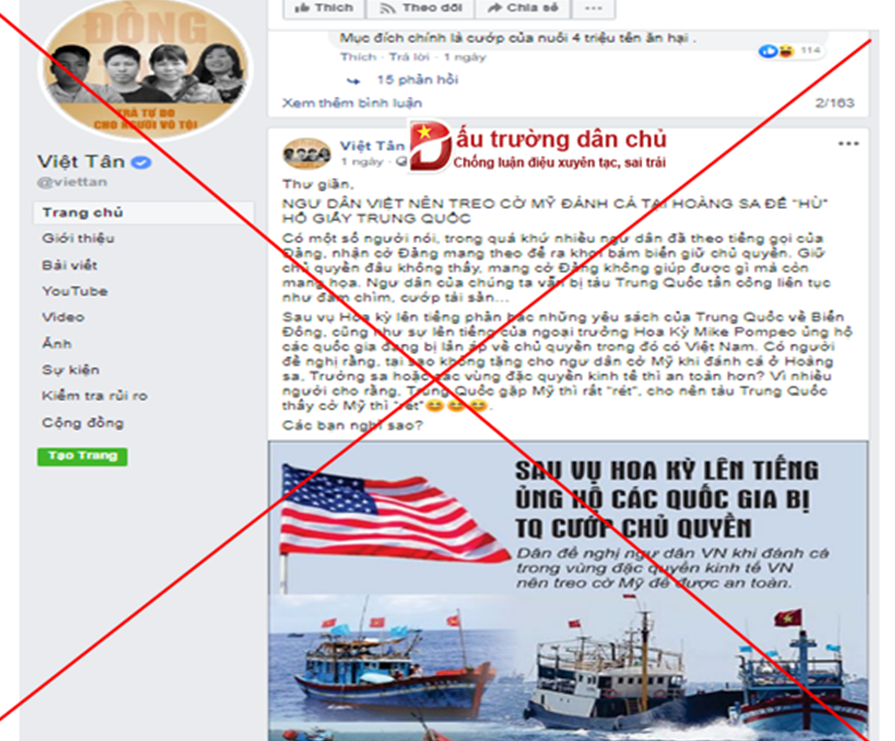 Thích
Theo dõi
Chia sẻ
...
Mục đích chính là cướp của nuôi 4 triệu tên ăn hại .
Thích · Trả lời · 1 ngày
114
15 phản hồi
Xem thêm bình luận
2/163
ĐỒNG
TRẢ TỰ DO
CHO NGƯỜI VÔ TỘI
Việt Tân
@viettan
Trang chủ
Giới thiệu
Bài viết
YouTube
Video
Ảnh
Sự kiện
Kiểm tra rủi ro
Cộng đồng
Tạo Trang
Việt Tân
1 ngày ·
Đấu trường dân chủ
Chống luận điệu xuyên tạc, sai trái
Thư giãn,
NGƯ DÂN VIỆT NÊN TREO CỜ MỸ ĐÁNH CÁ TẠI HOÀNG SA ĐỂ "HÙ"
HỔ GIẤY TRUNG QUỐC
Có một số người nói, trong quá khứ nhiều ngư dân đã theo tiếng gọi của
Đảng, nhận cờ Đảng mang theo để ra khơi bám biển giữ chủ quyền. Giữ
chủ quyền đâu không thấy, mang cờ Đảng không giúp được gì mà còn
mang họa. Ngư dân của chúng ta vẫn bị tàu Trung Quốc tấn công liên tục
như đâm chìm, cướp tài sản...
Sau vụ Hoa kỳ lên tiếng phản bác những yêu sách của Trung Quốc về Biển
Đông, cũng như sự lên tiếng của ngoại trưởng Hoa Kỳ Mike Pompeo ủng hộ
các quốc gia đang bị lấn áp về chủ quyền trong đó có Việt Nam. Có người
đề nghị rằng, tại sao không tặng cho ngư dân cờ Mỹ khi đánh cá ở Hoàng
sa, Trường sa hoặc các vùng đặc quyền kinh tế thì an toàn hơn? Vì nhiều
người cho rằng, Trung Quốc gặp Mỹ thì rất "rét", cho nên tàu Trung Quốc
thấy cờ Mỹ thì "rét"😄😄😄.
Các bạn nghĩ sao?
SAU VỤ HOA KỲ LÊN TIẾNG
ỦNG HỘ CÁC QUỐC GIA BỊ
TQ CƯỚP CHỦ QUYỀN
Dân đề nghị ngư dân VN khi đánh cá
trong vùng đặc quyền kinh tế VN
nên treo cờ Mỹ để được an toàn.